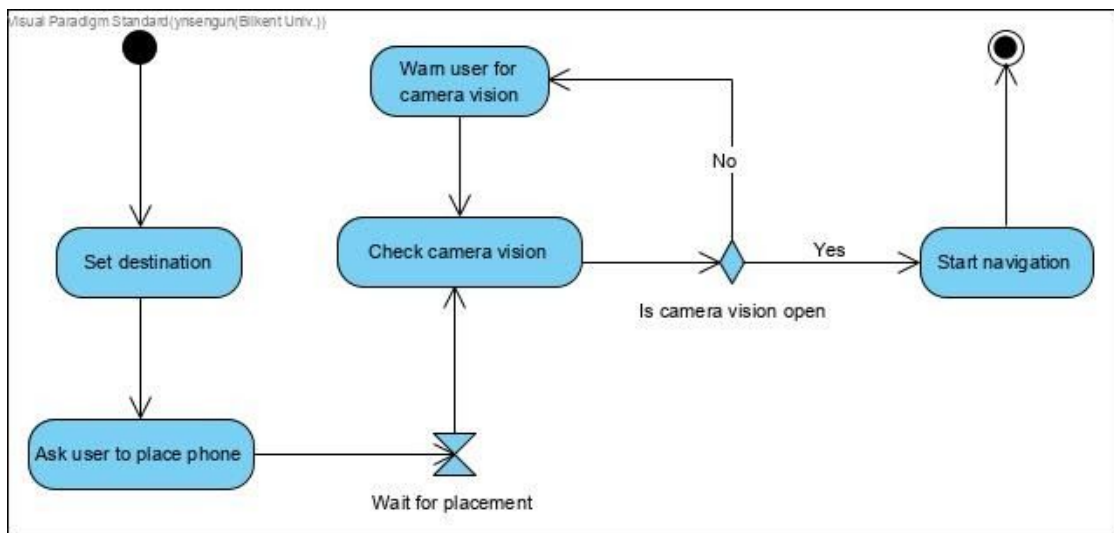 Visual Paradigm Standard(ynsengun(Bilkent Univ.))
Warn user for
camera vision
No
Set destination
Check camera vision
Yes
Start navigation
Is camera vision open
Ask user to place phone
Wait for placement